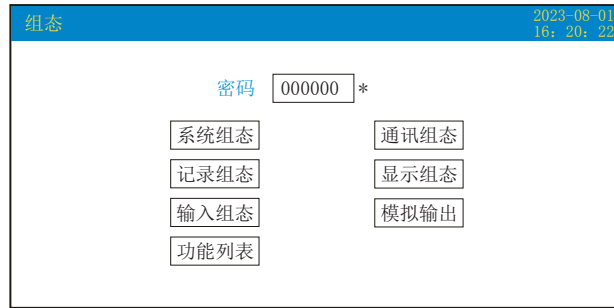 组态
2023-08-01
16: 20: 22
密码 000000 *
系统组态 通讯组态
记录组态 显示组态
输入组态 模拟输出
功能列表